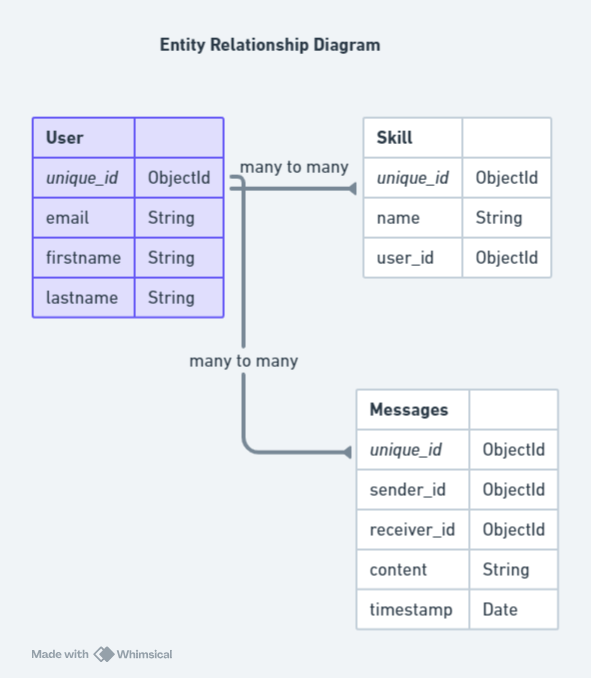 Entity Relationship Diagram
User
unique_id ObjectId
email String
firstname String
lastname String
many to many
Skill
unique_id ObjectId
name String
user_id ObjectId
many to many
Messages
unique_id ObjectId
sender_id ObjectId
receiver_id ObjectId
content String
timestamp Date
Made with Whimsical